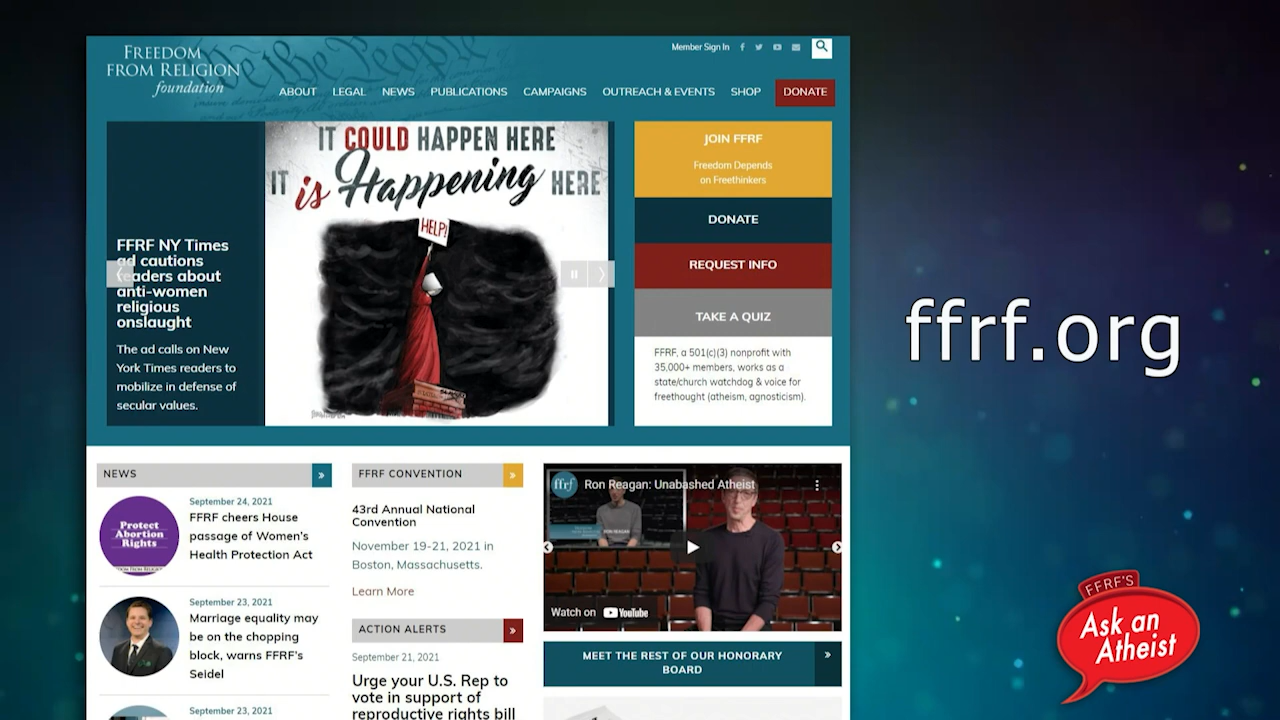 FREEDOM
FROM RELIGION
foundation
We the People
Member Sign In
ABOUT
LEGAL
NEWS
PUBLICATIONS
CAMPAIGNS
OUTREACH & EVENTS
SHOP
DONATE
FFRF NY Times
ad cautions
readers about
anti-women
religious
onslaught
The ad calls on New
York Times readers to
mobilize in defense of
secular values.
IT COULD HAPPEN HERE
IT is Happening HERE
HELP!
JOIN FFRF
Freedom Depends
on Freethinkers
DONATE
REQUEST INFO
TAKE A QUIZ
FFRF, a 501(c)(3) nonprofit with
35,000+ members, works as a
state/church watchdog & voice for
freethought (atheism, agnosticism).
ffrf.org
NEWS
Protect
Abortion
Rights
September 24, 2021
FFRF cheers House
passage of Women's
Health Protection Act
September 23, 2021
Marriage equality may
be on the chopping
block, warns FFRF's
Seidel
September 23, 2021
FFRF CONVENTION
43rd Annual National
Convention
November 19-21, 2021 in
Boston, Massachusetts.
Learn More
ACTION ALERTS
September 21, 2021
Urge your U.S. Rep to
vote in support of
reproductive rights bill
ffrf
Ron Reagan: Unabashed Atheist
Watch on YouTube
MEET THE REST OF OUR HONORARY
BOARD
FFRF'S
Ask an
Atheist